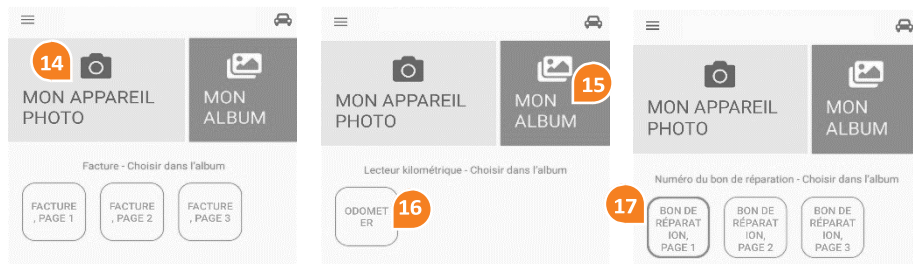 14
MON APPAREIL
PHOTO
MON
ALBUM
Facture - Choisir dans l'album
FACTURE
, PAGE 1
FACTURE
, PAGE 2
FACTURE
, PAGE 3
MON APPAREIL
PHOTO
15
MON
ALBUM
Lecteur kilométrique - Choisir dans l'album
ODOMET
ER
16
MON APPAREIL
PHOTO
MON
ALBUM
Numéro du bon de réparation - Choisir dans l'album
17
BON DE
RÉPARAT
ION,
PAGE 1
BON DE
RÉPARAT
ION,
PAGE 2
BON DE
RÉPARAT
ION,
PAGE 3